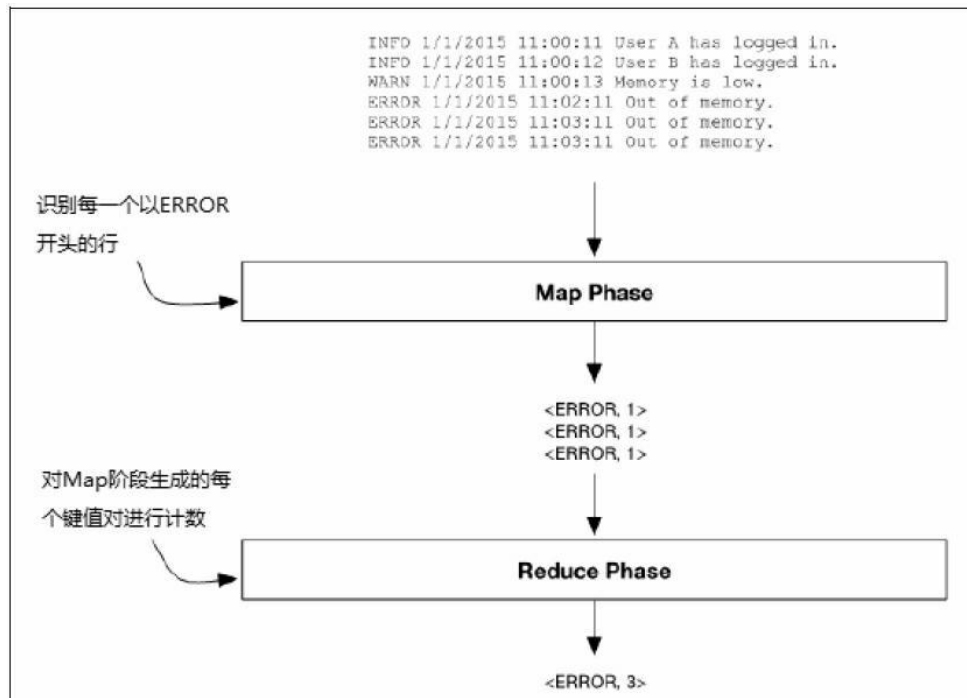 INFO 1/1/2015 11:00:11 User A has logged in.
INFO 1/1/2015 11:00:12 User B has logged in.
WARN 1/1/2015 11:00:13 Memory is low.
ERROR 1/1/2015 11:02:11 Out of memory.
ERROR 1/1/2015 11:03:11 Out of memory.
ERROR 1/1/2015 11:03:11 Out of memory.
识别每一个以ERROR
开头的行
Map Phase
<ERROR, 1>
<ERROR, 1>
<ERROR, 1>
对Map阶段生成的每
个键值对进行计数
Reduce Phase
<ERROR, 3>